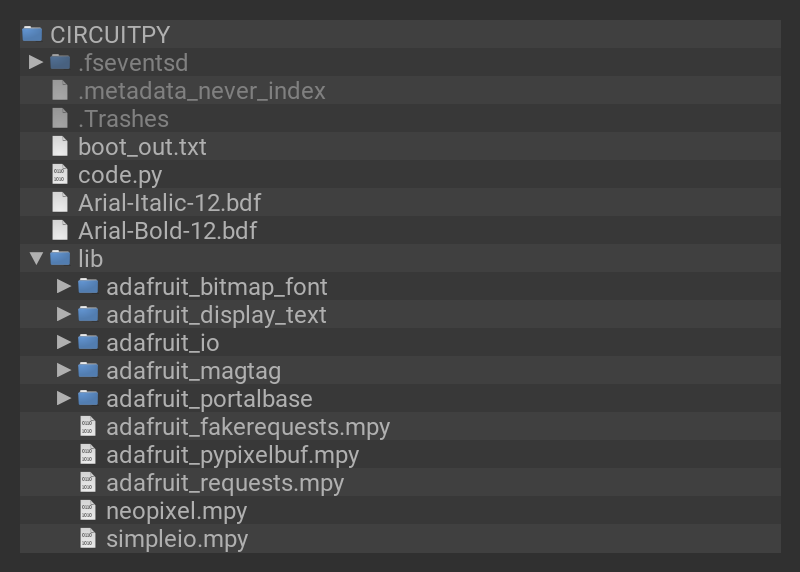 CIRCUITPY
.fseventsd
.metadata_never_index
.Trashes
boot_out.txt
code.py
Arial-Italic-12.bdf
Arial-Bold-12.bdf
lib
adafruit_bitmap_font
adafruit_display_text
adafruit_io
adafruit_magtag
adafruit_portalbase
adafruit_fakerequests.mpy
adafruit_pypixelbuf.mpy
adafruit_requests.mpy
neopixel.mpy
simpleio.mpy